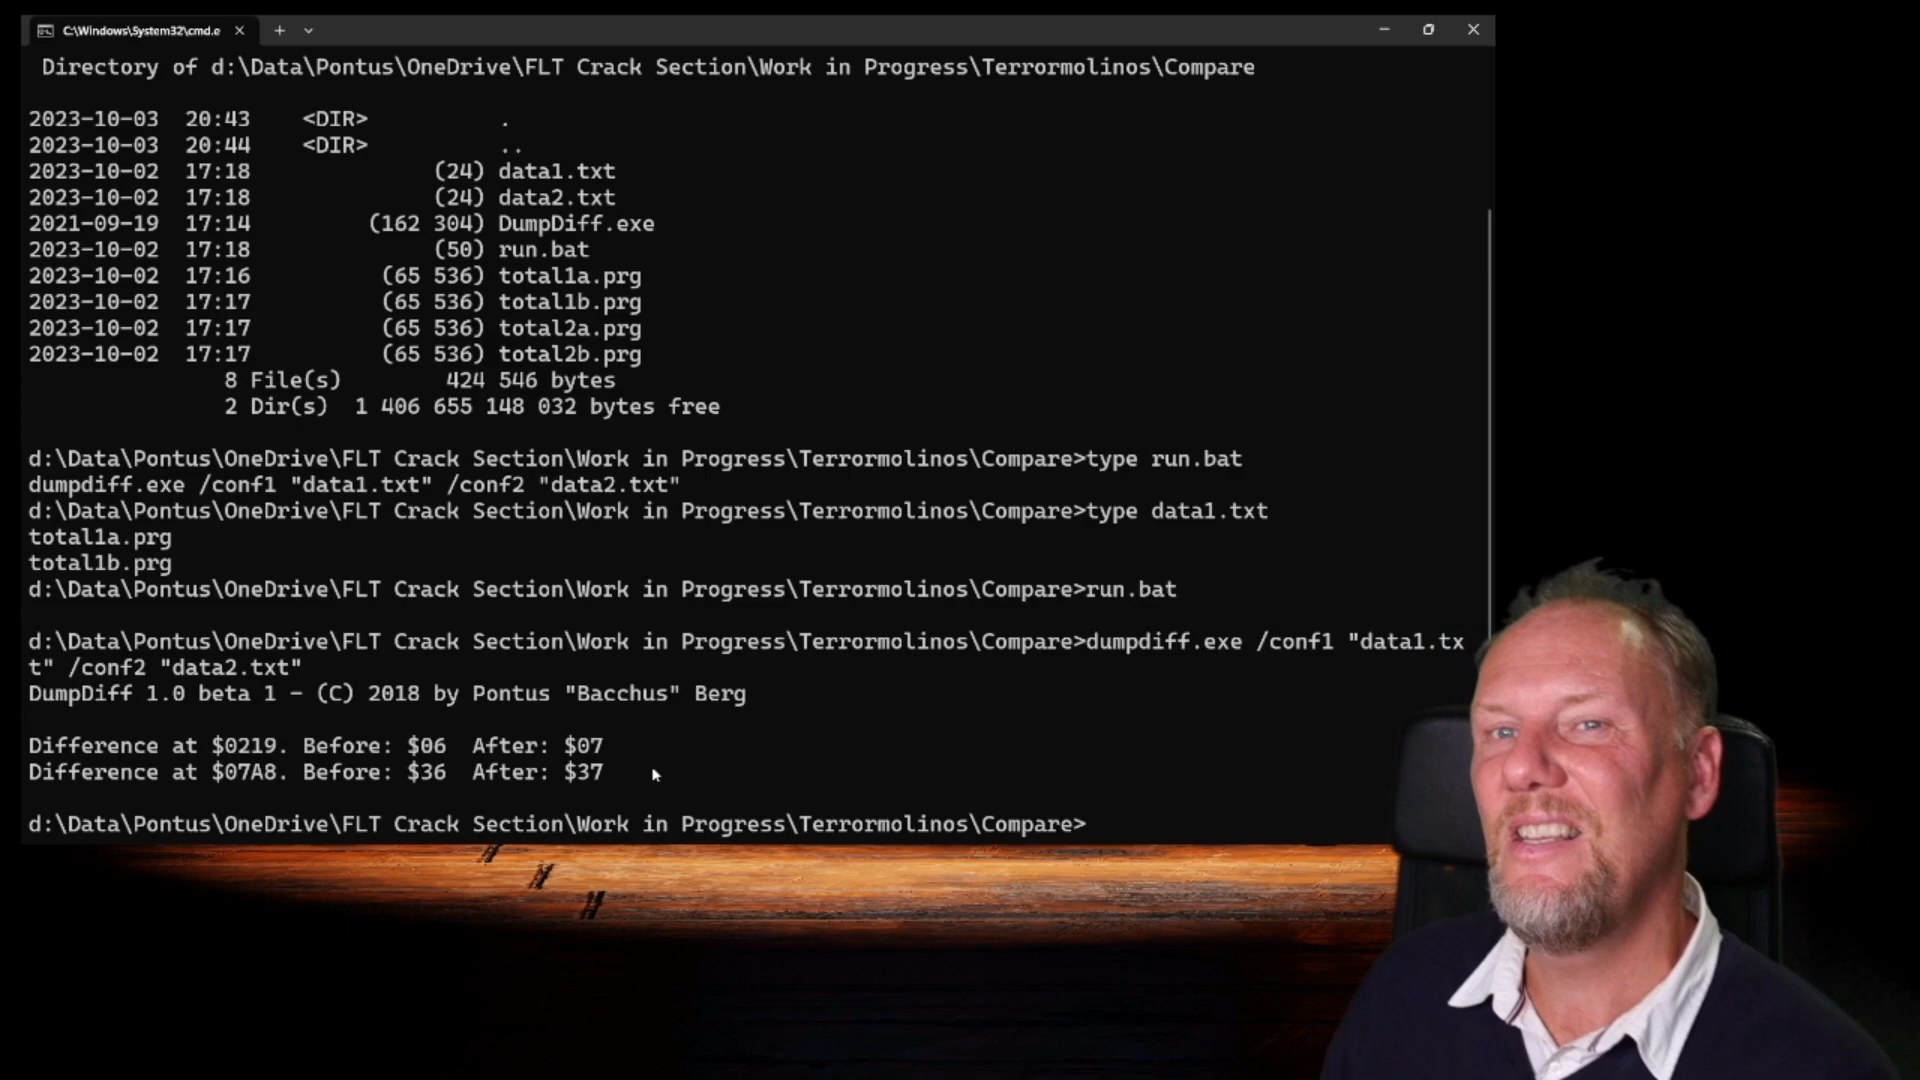 C:\Windows\System32\cmd.e
Directory of d:\Data\Pontus\OneDrive\FLT Crack Section\Work in Progress\Terrormolinos\Compare
2023-10-03  20:43    <DIR>          .
2023-10-03  20:44    <DIR>          ..
2023-10-02  17:18              (24) data1.txt
2023-10-02  17:18              (24) data2.txt
2021-09-19  17:14         (162 304) DumpDiff.exe
2023-10-02  17:18              (50) run.bat
2023-10-02  17:16          (65 536) total1a.prg
2023-10-02  17:17          (65 536) total1b.prg
2023-10-02  17:17          (65 536) total2a.prg
2023-10-02  17:17          (65 536) total2b.prg
8 File(s)        424 546 bytes
2 Dir(s)  1 406 655 148 032 bytes free
d:\Data\Pontus\OneDrive\FLT Crack Section\Work in Progress\Terrormolinos\Compare>type run.bat
dumpdiff.exe /conf1 "data1.txt" /conf2 "data2.txt"
d:\Data\Pontus\OneDrive\FLT Crack Section\Work in Progress\Terrormolinos\Compare>type data1.txt
total1a.prg
total1b.prg
d:\Data\Pontus\OneDrive\FLT Crack Section\Work in Progress\Terrormolinos\Compare>run.bat
d:\Data\Pontus\OneDrive\FLT Crack Section\Work in Progress\Terrormolinos\Compare>dumpdiff.exe /conf1 "data1.tx
t" /conf2 "data2.txt"
DumpDiff 1.0 beta 1 - (C) 2018 by Pontus "Bacchus" Berg
Difference at $0219. Before: $06  After: $07
Difference at $07A8. Before: $36  After: $37
d:\Data\Pontus\OneDrive\FLT Crack Section\Work in Progress\Terrormolinos\Compare>